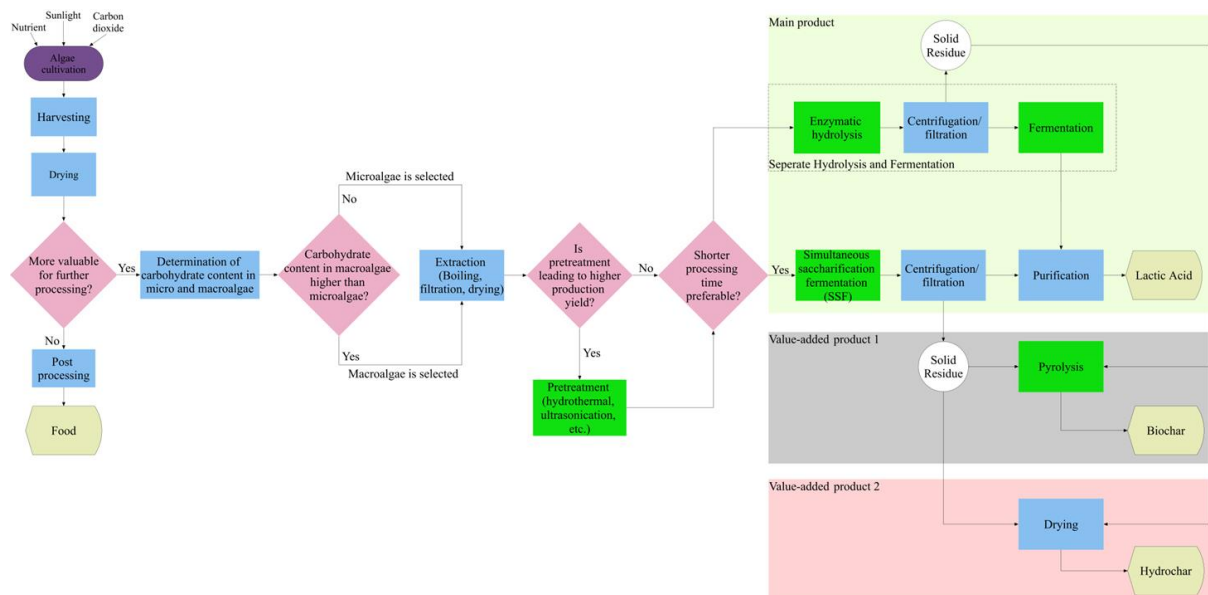 Sunlight
Nutrient
Carbon
dioxide
Algae
cultivation
Harvesting
Drying
More valuable
for further
processing?
Yes
No
Post
processing
Food
Determination of
carbohydrate content in
micro and macroalgae
Carbohydrate
content in macroalgae
higher than
microalgae?
Microalgae is selected
No
Yes
Macroalgae is selected
Extraction
(Boiling,
filtration, drying)
Is
pretreatment
leading to higher
production
yield?
No
Yes
Pretreatment
(hydrothermal,
ultrasonication,
etc.)
Shorter
processing
time
preferable?
Yes
Main product
Solid
Residue
Enzymatic
hydrolysis
Centrifugation/
filtration
Fermentation
Seperate Hydrolysis and Fermentation
Simultaneous
saccharification
fermentation
(SSF)
Centrifugation/
filtration
Purification
Lactic Acid
Value-added product 1
Solid
Residue
Pyrolysis
Biochar
Value-added product 2
Drying
Hydrochar